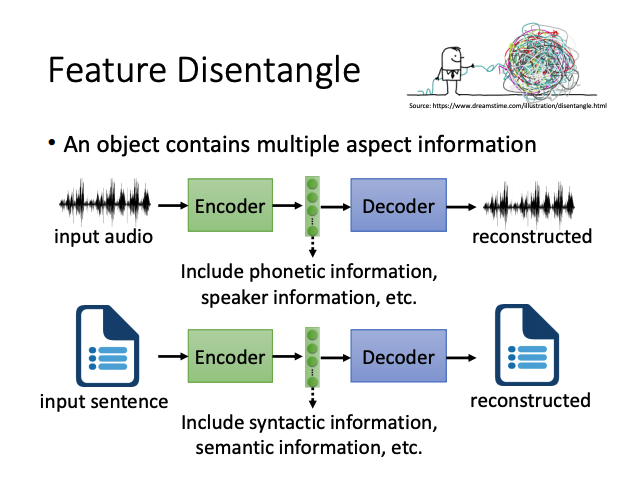 Feature Disentangle
Source: https://www.dreamstime.com/illustration/disentangle.html
• An object contains multiple aspect information
Encoder
Decoder
input audio
reconstructed
Include phonetic information,
speaker information, etc.
Encoder
Decoder
input sentence
reconstructed
Include syntactic information,
semantic information, etc.